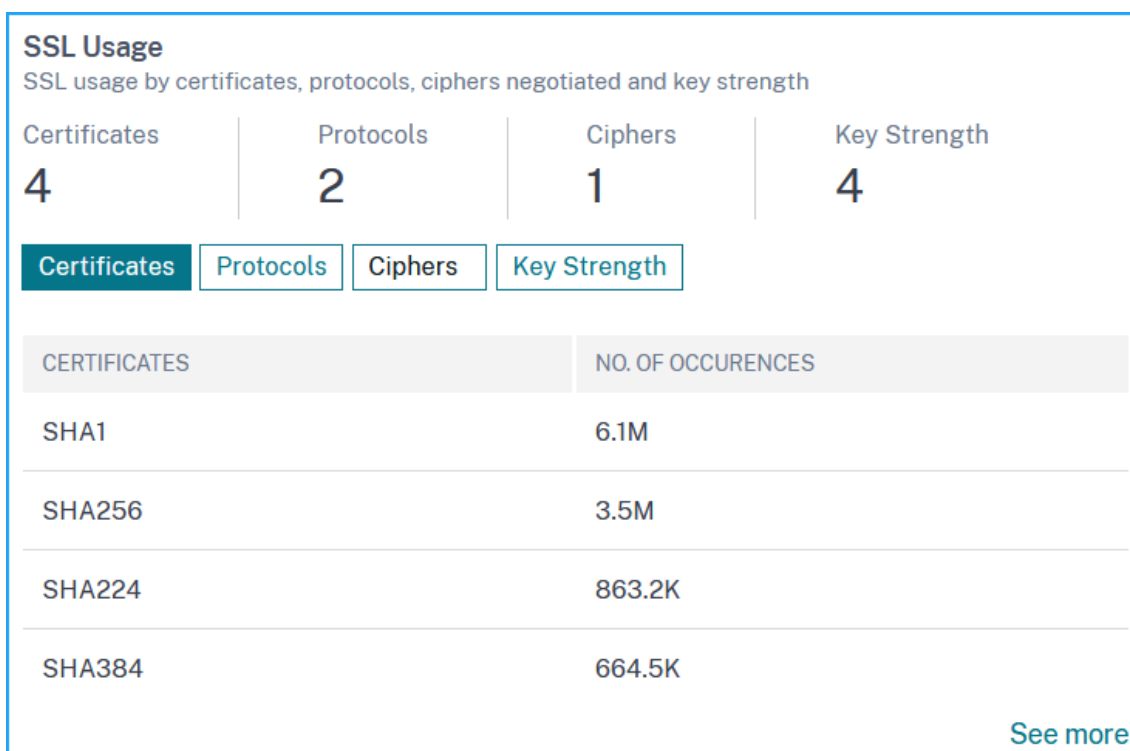 SSL Usage
SSL usage by certificates, protocols, ciphers negotiated and key strength
Certificates Protocols Ciphers Key Strength
4 2 1 4
Certificates Protocols Ciphers Key Strength
CERTIFICATES NO. OF OCCURENCES
SHA1 6.1M
SHA256 3.5M
SHA224 863.2K
SHA384 664.5K
See more